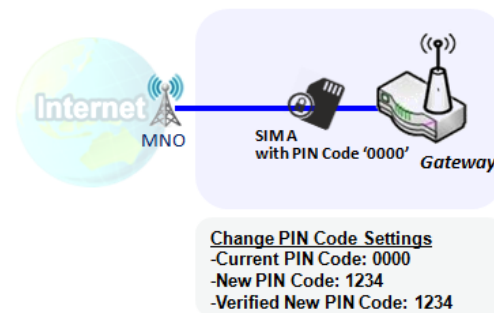 Internet
MNO
SIM A
with PIN Code ‘0000’
Gateway
Change PIN Code Settings
-Current PIN Code: 0000
-New PIN Code: 1234
-Verified New PIN Code: 1234